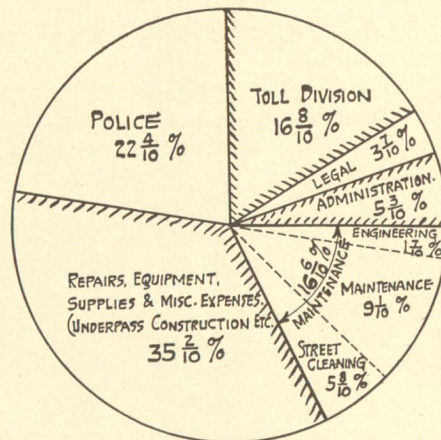 POLICE
22 4/10 %
TOLL DIVISION
16 8/10 %
LEGAL
3 7/10 %
ADMINISTRATION.
5 3/10 %
ENGINEERING
1 7/10 %
16 6/10 %
MAINTENANCE
MAINTENANCE
9 1/10 %
STREET
CLEANING
5 8/10 %
REPAIRS, EQUIPMENT,
SUPPLIES & MISC. EXPENSES.
(UNDERPASS CONSTRUCTION ETC.
35 2/10 %